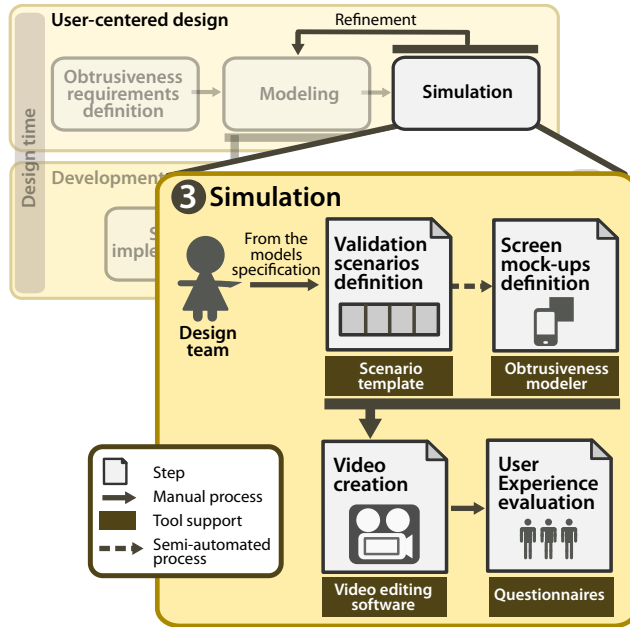 User-centered design
Refinement
Obtrusiveness
requirements
definition
Modeling
Simulation
Design time
Development
S
imple
3 Simulation
From the
models
specification
Design
team
Validation
scenarios
definition
Scenario
template
Screen
mock-ups
definition
Obtrusiveness
modeler
Video
creation
Video editing
software
User
Experience
evaluation
Questionnaires
Step
Manual process
Tool support
Semi-automated
process